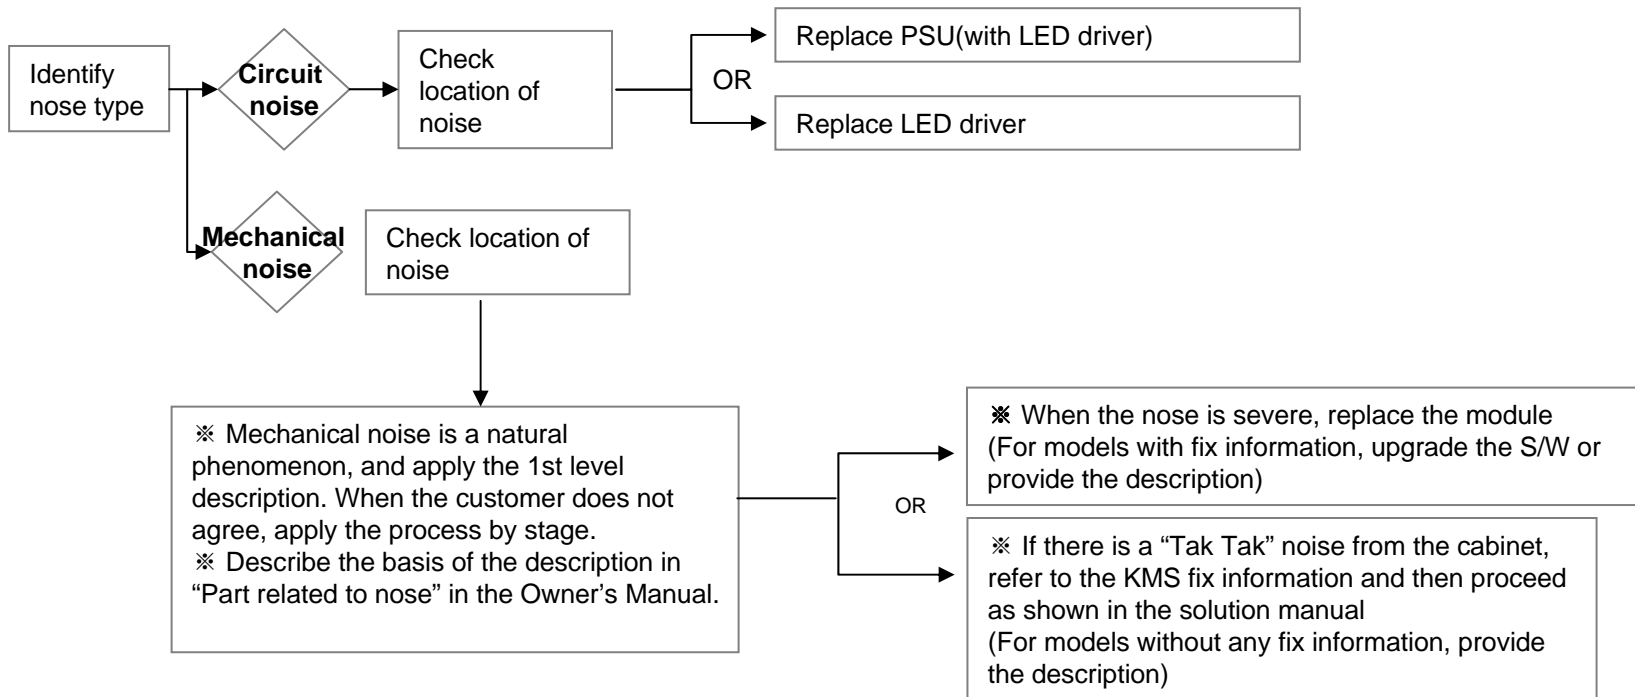 Identify
nose type
Circuit
noise
Check
location of
noise
Replace PSU(with LED driver)
OR
Replace LED driver
Mechanical
noise
Check location of
noise
※ Mechanical noise is a natural
phenomenon, and apply the 1st level
description. When the customer does not
agree, apply the process by stage.
※ Describe the basis of the description in
“Part related to nose” in the Owner’s Manual.
※ When the nose is severe, replace the module
(For models with fix information, upgrade the S/W or
provide the description)
OR
※ If there is a “Tak Tak” noise from the cabinet,
refer to the KMS fix information and then proceed
as shown in the solution manual
(For models without any fix information, provide
the description)